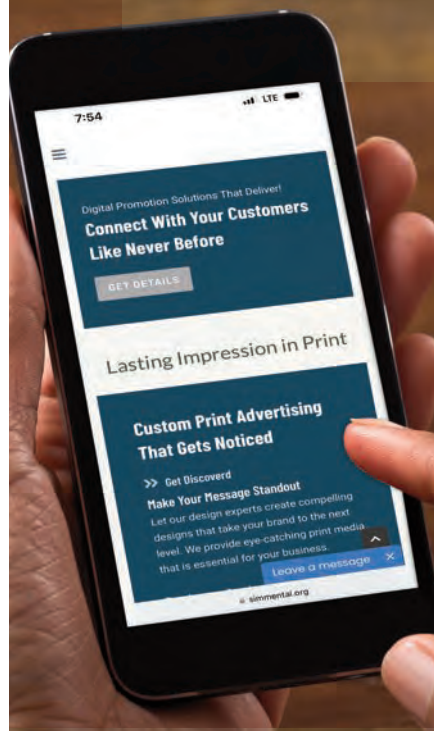 7:54
LTE
Digital Promotion Solutions That Deliver!
Connect With Your Customers
Like Never Before
GET DETAILS
Lasting Impression in Print
Custom Print Advertising
That Gets Noticed
>> Get Discoverd
Make Your Message Standout
Let our design experts create compelling
designs that take your brand to the next
level. We provide eye-catching print media
that is essential for your business.
Leave a message ×
simmental.org